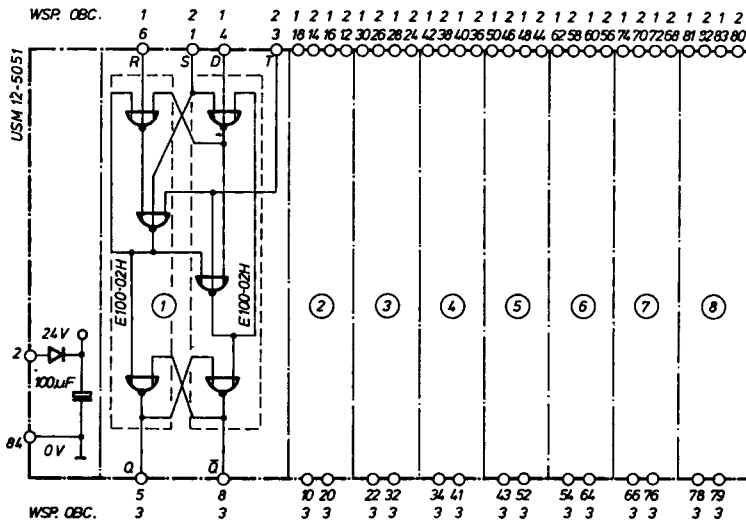 WSP. OBC. 1 2 1 2 1 2 1 2 1 2 1 2 1 2 1 2 1 2 1 2 1 2 1 2 1 2 1 2 1 2 1 2
6 1 4 3 18 14 16 12 30 26 28 24 42 38 40 36 50 46 48 44 62 58 60 56 74 70 72 68 81 82 83 80
R S D T
USM 12-5051
E100-02H
E100-02H
1 2 3 4 5 6 7 8
24V
2
100µF
84
0V
Q Q̅
5 8 10 20 22 32 34 41 43 52 54 64 66 76 78 79
WSP. OBC. 3 3 3 3 3 3 3 3 3 3 3 3 3 3 3 3